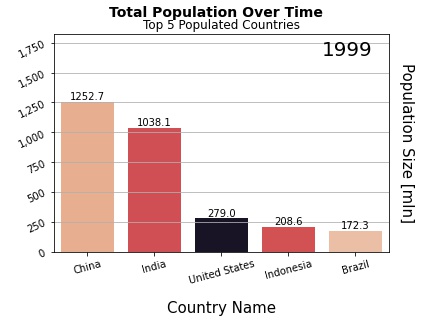 Total Population Over Time
Top 5 Populated Countries
1999
1,750
1,500
1,250
1,000
750
500
250
0
1252.7
1038.1
279.0
208.6
172.3
China
India
United States
Indonesia
Brazil
Country Name
Population Size [mln]